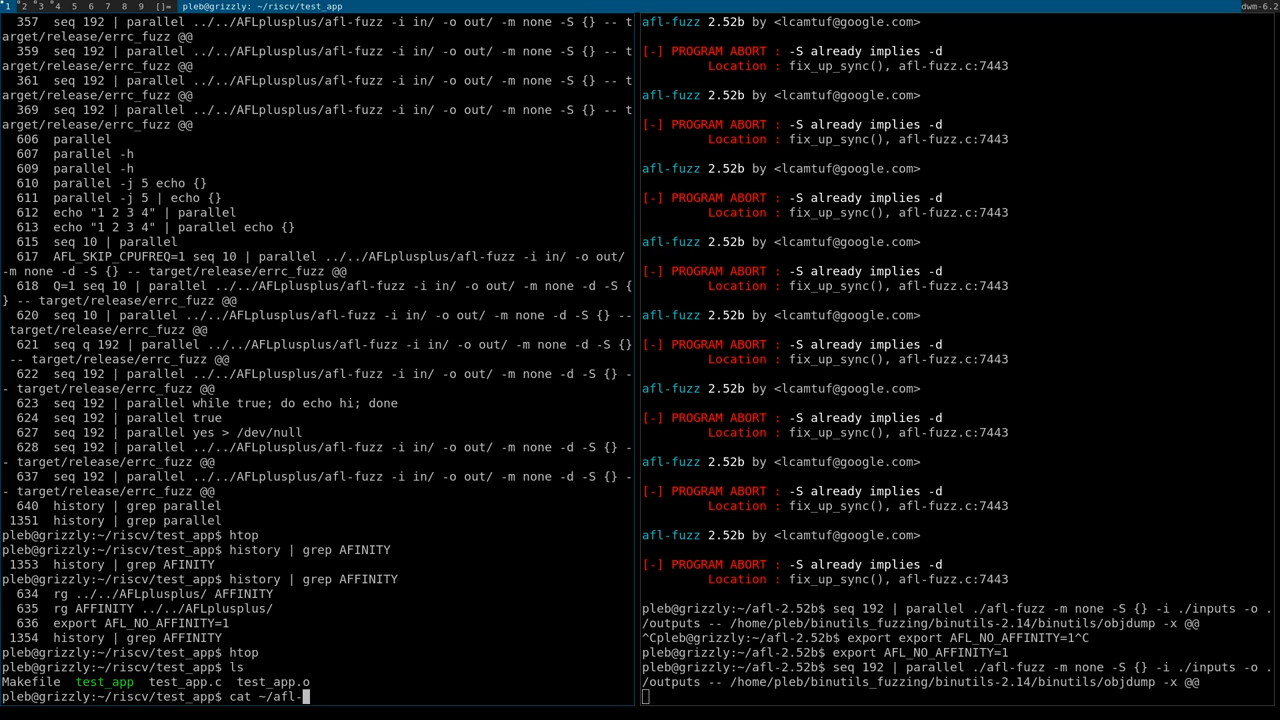 1 2 3 4 5 6 7 8 9 []= pleb@grizzly: ~/riscv/test_app dwm-6.2
357 seq 192 | parallel ../../AFLplusplus/afl-fuzz -i in/ -o out/ -m none -S {} -- t
arget/release/errc_fuzz @@
359 seq 192 | parallel ../../AFLplusplus/afl-fuzz -i in/ -o out/ -m none -S {} -- t
arget/release/errc_fuzz @@
361 seq 192 | parallel ../../AFLplusplus/afl-fuzz -i in/ -o out/ -m none -S {} -- t
arget/release/errc_fuzz @@
369 seq 192 | parallel ../../AFLplusplus/afl-fuzz -i in/ -o out/ -m none -S {} -- t
arget/release/errc_fuzz @@
606 parallel
607 parallel -h
609 parallel -h
610 parallel -j 5 echo {}
611 parallel -j 5 | echo {}
612 echo "1 2 3 4" | parallel
613 echo "1 2 3 4" | parallel echo {}
615 seq 10 | parallel
617 AFL_SKIP_CPUFREQ=1 seq 10 | parallel ../../AFLplusplus/afl-fuzz -i in/ -o out/
-m none -d -S {} -- target/release/errc_fuzz @@
618 Q=1 seq 10 | parallel ../../AFLplusplus/afl-fuzz -i in/ -o out/ -m none -d -S {
} -- target/release/errc_fuzz @@
620 seq 10 | parallel ../../AFLplusplus/afl-fuzz -i in/ -o out/ -m none -d -S {} --
target/release/errc_fuzz @@
621 seq q 192 | parallel ../../AFLplusplus/afl-fuzz -i in/ -o out/ -m none -d -S {}
-- target/release/errc_fuzz @@
622 seq 192 | parallel ../../AFLplusplus/afl-fuzz -i in/ -o out/ -m none -d -S {} -
- target/release/errc_fuzz @@
623 seq 192 | parallel while true; do echo hi; done
624 seq 192 | parallel true
627 seq 192 | parallel yes > /dev/null
628 seq 192 | parallel ../../AFLplusplus/afl-fuzz -i in/ -o out/ -m none -d -S {} -
- target/release/errc_fuzz @@
637 seq 192 | parallel ../../AFLplusplus/afl-fuzz -i in/ -o out/ -m none -d -S {} -
- target/release/errc_fuzz @@
640 history | grep parallel
1351 history | grep parallel
pleb@grizzly:~/riscv/test_app$ htop
pleb@grizzly:~/riscv/test_app$ history | grep AFINITY
1353 history | grep AFINITY
pleb@grizzly:~/riscv/test_app$ history | grep AFFINITY
634 rg ../../AFLplusplus/ AFFINITY
635 rg AFFINITY ../../AFLplusplus/
636 export AFL_NO_AFFINITY=1
1354 history | grep AFFINITY
pleb@grizzly:~/riscv/test_app$ htop
pleb@grizzly:~/riscv/test_app$ ls
Makefile test_app test_app.c test_app.o
pleb@grizzly:~/riscv/test_app$ cat ~/afl-
afl-fuzz 2.52b by <lcamtuf@google.com>
[-] PROGRAM ABORT : -S already implies -d
Location : fix_up_sync(), afl-fuzz.c:7443
afl-fuzz 2.52b by <lcamtuf@google.com>
[-] PROGRAM ABORT : -S already implies -d
Location : fix_up_sync(), afl-fuzz.c:7443
afl-fuzz 2.52b by <lcamtuf@google.com>
[-] PROGRAM ABORT : -S already implies -d
Location : fix_up_sync(), afl-fuzz.c:7443
afl-fuzz 2.52b by <lcamtuf@google.com>
[-] PROGRAM ABORT : -S already implies -d
Location : fix_up_sync(), afl-fuzz.c:7443
afl-fuzz 2.52b by <lcamtuf@google.com>
[-] PROGRAM ABORT : -S already implies -d
Location : fix_up_sync(), afl-fuzz.c:7443
afl-fuzz 2.52b by <lcamtuf@google.com>
[-] PROGRAM ABORT : -S already implies -d
Location : fix_up_sync(), afl-fuzz.c:7443
afl-fuzz 2.52b by <lcamtuf@google.com>
[-] PROGRAM ABORT : -S already implies -d
Location : fix_up_sync(), afl-fuzz.c:7443
afl-fuzz 2.52b by <lcamtuf@google.com>
[-] PROGRAM ABORT : -S already implies -d
Location : fix_up_sync(), afl-fuzz.c:7443
pleb@grizzly:~/afl-2.52b$ seq 192 | parallel ./afl-fuzz -m none -S {} -i ./inputs -o .
/outputs -- /home/pleb/binutils_fuzzing/binutils-2.14/binutils/objdump -x @@
^Cpleb@grizzly:~/afl-2.52b$ export export AFL_NO_AFFINITY=1^C
pleb@grizzly:~/afl-2.52b$ export AFL_NO_AFFINITY=1
pleb@grizzly:~/afl-2.52b$ seq 192 | parallel ./afl-fuzz -m none -S {} -i ./inputs -o .
/outputs -- /home/pleb/binutils_fuzzing/binutils-2.14/binutils/objdump -x @@